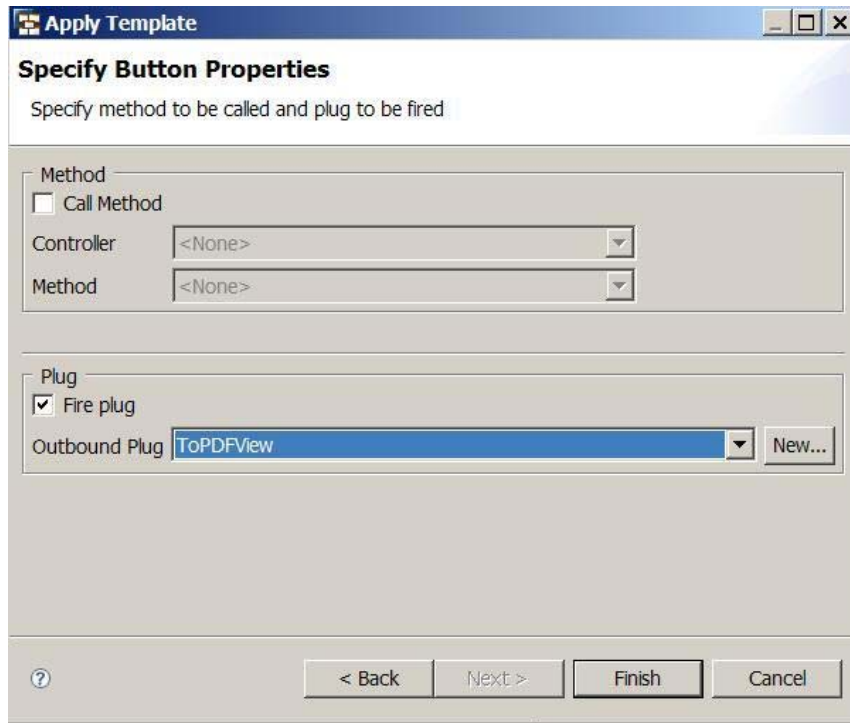 Apply Template
Specify Button Properties
Specify method to be called and plug to be fired
Method
Call Method
Controller <None>
Method <None>
Plug
Fire plug
Outbound Plug ToPDFView New...
? < Back Next > Finish Cancel